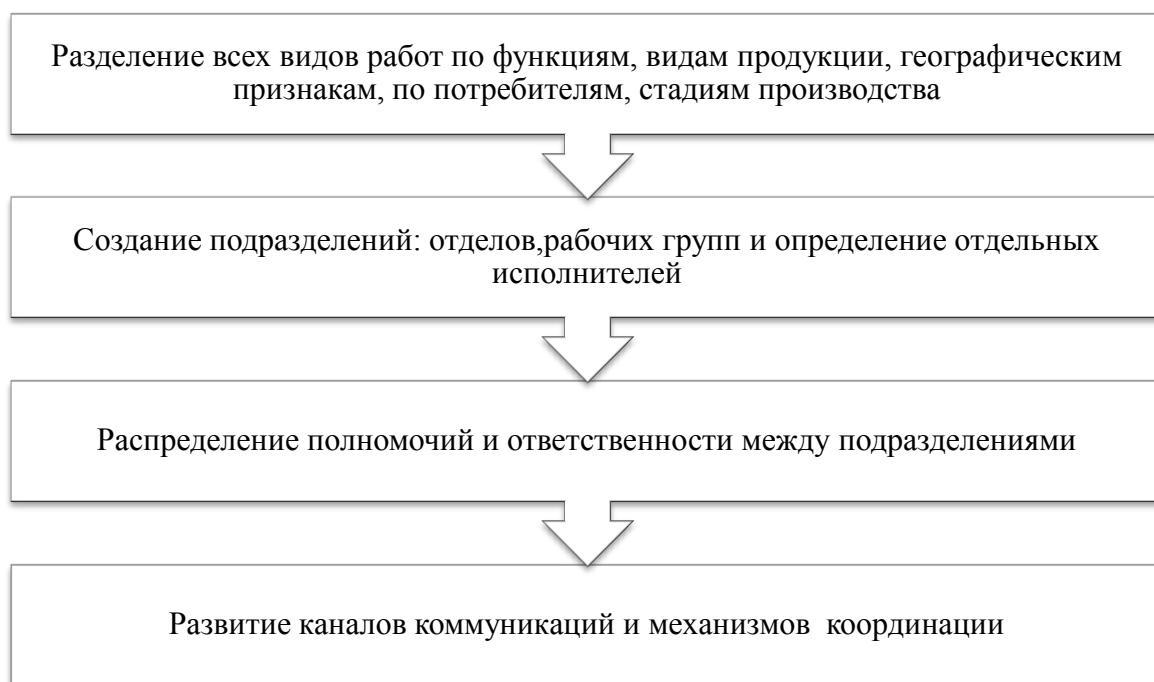 Разделение всех видов работ по функциям, видам продукции, географическим
признакам, по потребителям, стадиям производства
Создание подразделений: отделов,рабочих групп и определение отдельных
исполнителей
Распределение полномочий и ответственности между подразделениями
Развитие каналов коммуникаций и механизмов  координации